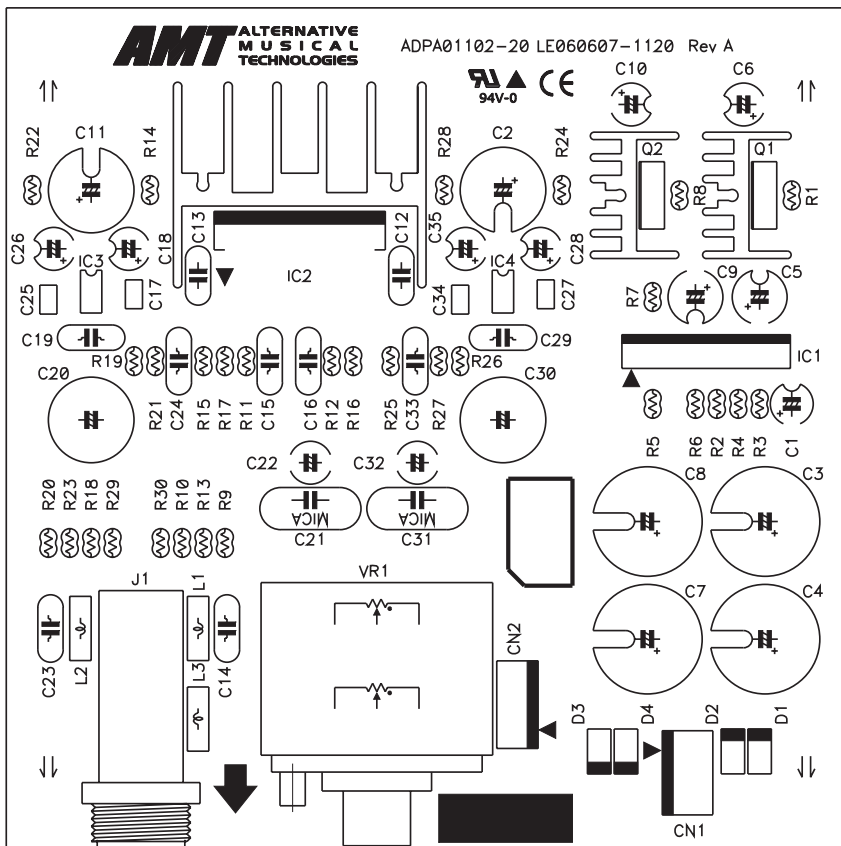 AMT ALTERNATIVE
MUSICAL
TECHNOLOGIES
ADPA01102-20 LE060607-1120 Rev A
94V-0
C10
C6
R22
C11
R14
R28
C2
R24
Q2
Q1
R8
R1
C26
IC3
C18
C13
C12
C35
IC4
C28
IC2
C25
C17
C34
C27
R7
C9
C5
C19
C29
IC1
R19
R26
C20
C30
R21
C24
R15
R17
R11
C15
C16
R12
R16
R25
C33
R27
R5
R6
R2
R4
R3
C1
C22
C32
C8
C3
R20
R23
R18
R29
R30
R10
R13
R9
MICA
MICA
C21
C31
J1
L1
VR1
C7
C4
C23
L2
L3
C14
CN2
D3
D4
D2
D1
CN1